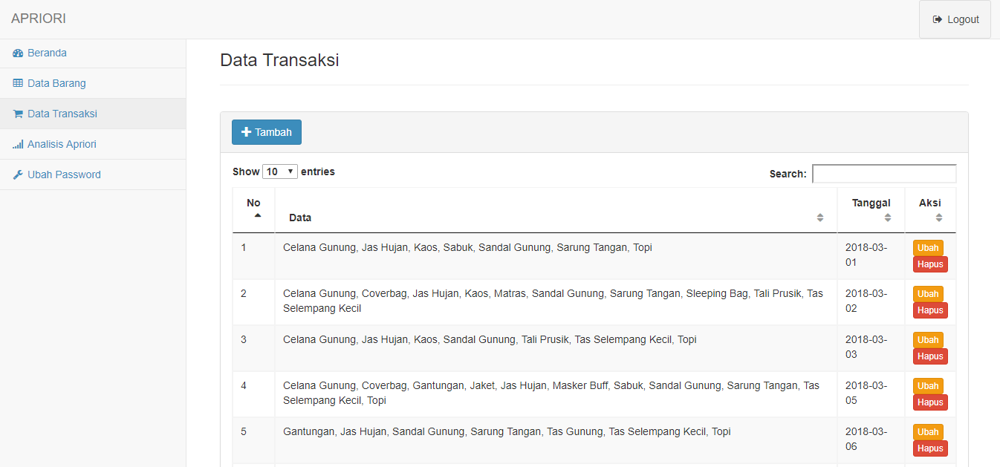 APRIORI
Logout
Beranda
Data Barang
Data Transaksi
Analisis Apriori
Ubah Password
Data Transaksi
Tambah
Show 10 entries
Search:
No
Data
Tanggal
Aksi
1
Celana Gunung, Jas Hujan, Kaos, Sabuk, Sandal Gunung, Sarung Tangan, Topi
2018-03-
01
Ubah
Hapus
2
Celana Gunung, Coverbag, Jas Hujan, Kaos, Matras, Sandal Gunung, Sarung Tangan, Sleeping Bag, Tali Prusik, Tas
Selempang Kecil
2018-03-
02
Ubah
Hapus
3
Celana Gunung, Jas Hujan, Kaos, Sandal Gunung, Tali Prusik, Tas Selempang Kecil, Topi
2018-03-
03
Ubah
Hapus
4
Celana Gunung, Coverbag, Gantungan, Jaket, Jas Hujan, Masker Buff, Sabuk, Sandal Gunung, Sarung Tangan, Tas
Selempang Kecil, Topi
2018-03-
05
Ubah
Hapus
5
Gantungan, Jas Hujan, Sandal Gunung, Sarung Tangan, Tas Gunung, Tas Selempang Kecil, Topi
2018-03-
06
Ubah
Hapus